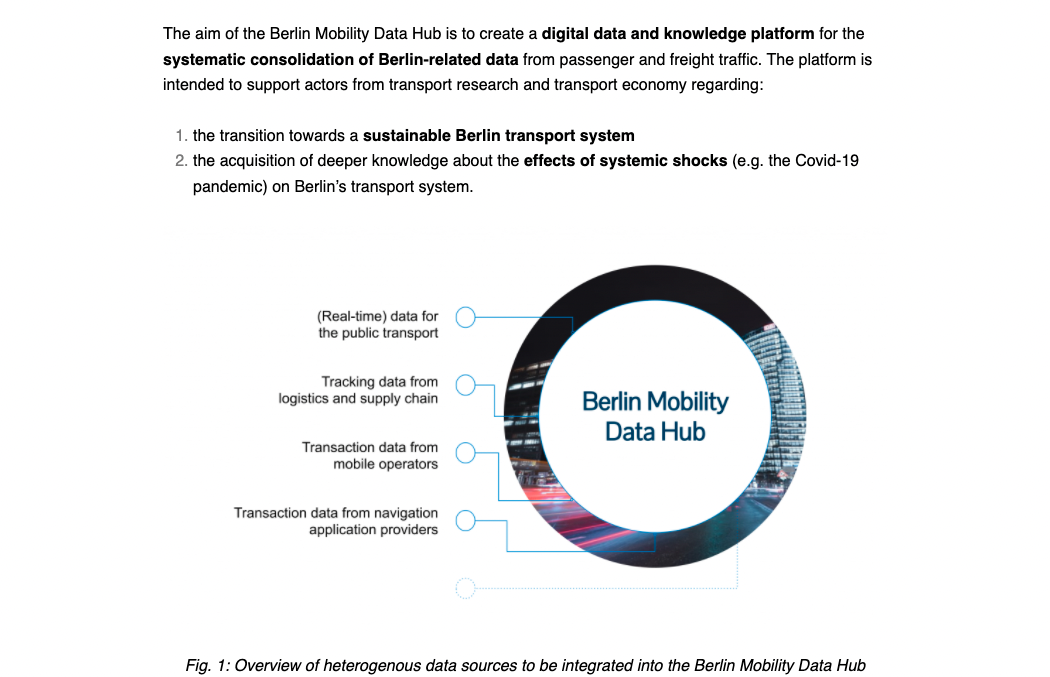 The aim of the Berlin Mobility Data Hub is to create a digital data and knowledge platform for the
systematic consolidation of Berlin-related data from passenger and freight traffic. The platform is
intended to support actors from transport research and transport economy regarding:
1. the transition towards a sustainable Berlin transport system
2. the acquisition of deeper knowledge about the effects of systemic shocks (e.g. the Covid-19
pandemic) on Berlin’s transport system.
(Real-time) data for
the public transport
Tracking data from
logistics and supply chain
Transaction data from
mobile operators
Transaction data from navigation
application providers
Berlin Mobility
Data Hub
Fig. 1: Overview of heterogenous data sources to be integrated into the Berlin Mobility Data Hub